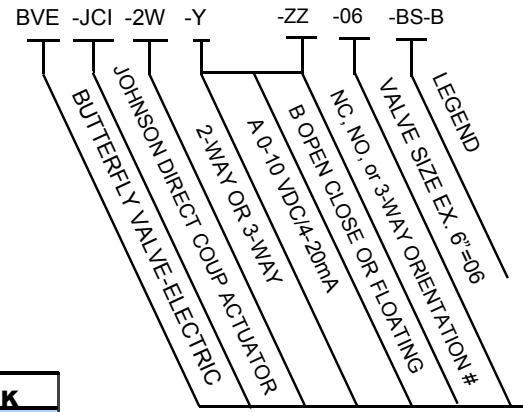 BVE -JCI -2W -Y -ZZ -06 -BS-B
BUTTERFLY VALVE-ELECTRIC
JOHNSON DIRECT COUP ACTUATOR
2-WAY OR 3-WAY
A 0-10 VDC/4-20mA
B OPEN CLOSE OR FLOATING
NC, NO, or 3-WAY ORIENTATION #
VALVE SIZE EX. 6"=06
LEGEND
K